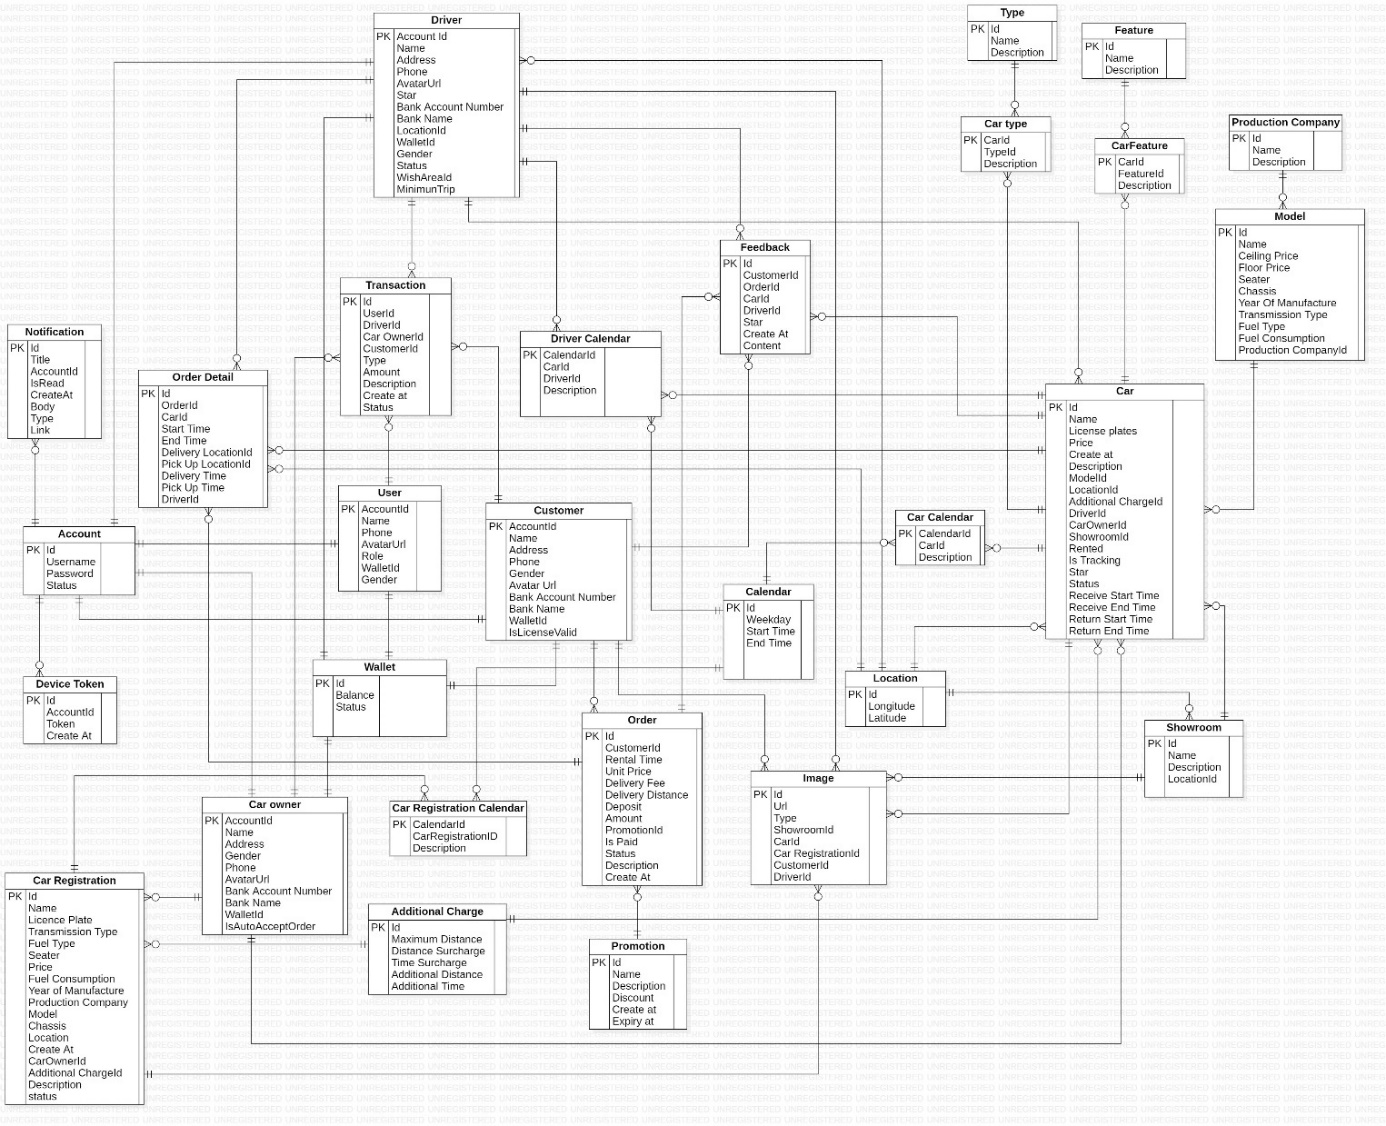 Driver
PK Account Id
Name
Address
Phone
AvatarUrl
Star
Bank Account Number
Bank Name
LocationId
WalletId
Gender
Status
WishAreaId
MinimunTrip
Type
PK Id
Name
Description
Feature
PK Id
Name
Description
Car type
PK CarId
TypeId
Description
CarFeature
PK CarId
FeatureId
Description
Production Company
PK Id
Name
Description
Model
PK Id
Name
Ceiling Price
Floor Price
Seater
Chassis
Year Of Manufacture
Transmission Type
Fuel Type
Fuel Consumption
Production CompanyId
Feedback
PK Id
CustomerId
OrderId
CarId
DriverId
Star
Create At
Content
Transaction
PK Id
UserId
DriverId
Car OwnerId
CustomerId
Type
Amount
Description
Create at
Status
Notification
PK Id
Title
AccountId
IsRead
CreateAt
Body
Type
Link
Driver Calendar
PK CalendarId
CarId
DriverId
Description
Order Detail
PK Id
OrderId
CarId
Start Time
End Time
Delivery LocationId
Pick Up LocationId
Delivery Time
Pick Up Time
DriverId
Car
PK Id
Name
License plates
Price
Create at
Description
ModelId
LocationId
Additional ChargeId
DriverId
CarOwnerId
ShowroomId
Rented
Is Tracking
Star
Status
Receive Start Time
Receive End Time
Return Start Time
Return End Time
User
PK AccountId
Name
Phone
AvatarUrl
Role
WalletId
Gender
Customer
PK AccountId
Name
Address
Phone
Gender
Avatar Url
Bank Account Number
Bank Name
WalletId
IsLicenseValid
Car Calendar
PK CalendarId
CarId
Description
Account
PK Id
Username
Password
Status
Calendar
PK Id
Weekday
Start Time
End Time
Wallet
PK Id
Balance
Status
Location
PK Id
Longitude
Latitude
Device Token
PK Id
AccountId
Token
Create At
Order
PK Id
CustomerId
Rental Time
Unit Price
Delivery Fee
Delivery Distance
Deposit
Amount
PromotionId
Is Paid
Status
Description
Create At
Showroom
PK Id
Name
Description
LocationId
Image
PK Id
Url
Type
ShowroomId
CarId
Car RegistrationId
CustomerId
DriverId
Car owner
PK AccountId
Name
Address
Gender
Phone
AvatarUrl
Bank Account Number
Bank Name
WalletId
IsAutoAcceptOrder
Car Registration Calendar
PK CalendarId
CarRegistrationID
Description
Car Registration
PK Id
Name
Licence Plate
Transmission Type
Fuel Type
Seater
Price
Fuel Consumption
Year of Manufacture
Production Company
Model
Chassis
Location
Create At
CarOwnerId
Additional ChargeId
Description
status
Additional Charge
PK Id
Maximum Distance
Distance Surcharge
Time Surcharge
Additional Distance
Additional Time
Promotion
PK Id
Name
Description
Discount
Create at
Expiry at